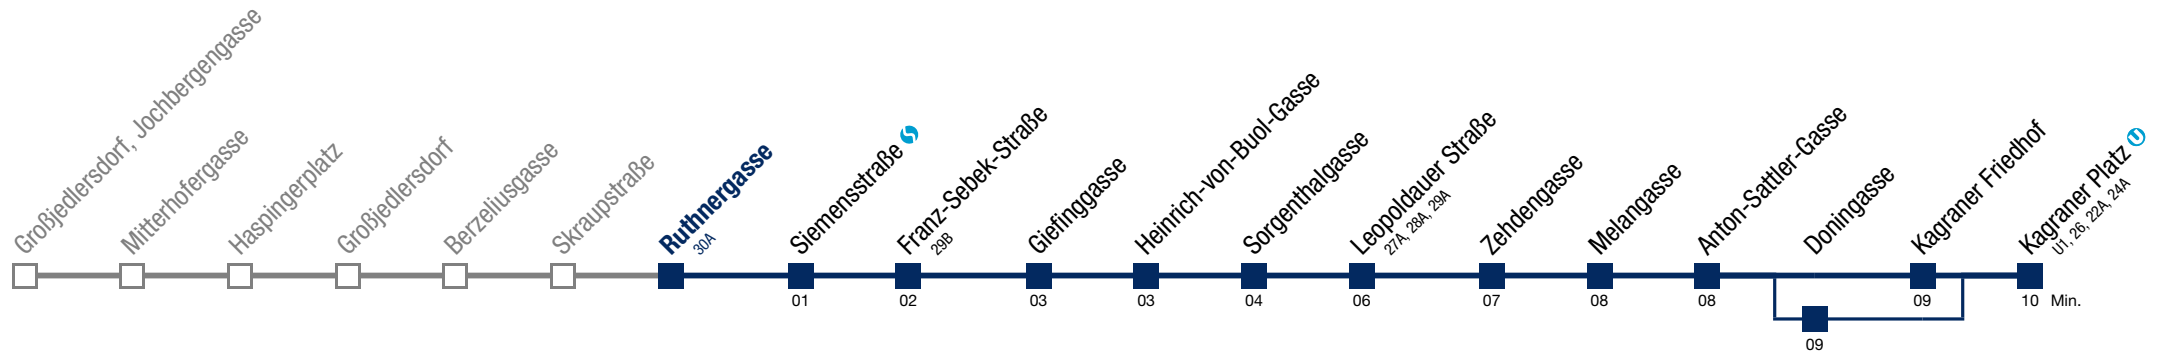 Großjedlersdorf, Jochbergengasse
Mitterhofergasse
Haspingerplatz
Großjedlersdorf
Berzeliusgasse
Skraupstraße
Ruthnergasse
30A
Siemensstraße
Franz-Sebek-Straße
29B
Giefinggasse
Heinrich-von-Buol-Gasse
Sorgenthalgasse
Leopoldauer Straße
27A, 28A, 29A
Zehdengasse
Melangasse
Anton-Sattler-Gasse
Doningasse
Kagraner Friedhof
Kagraner Platz U
U1, 26, 22A, 24A
01 02 03 03 04 06 07 08 08 09 10 Min.
09